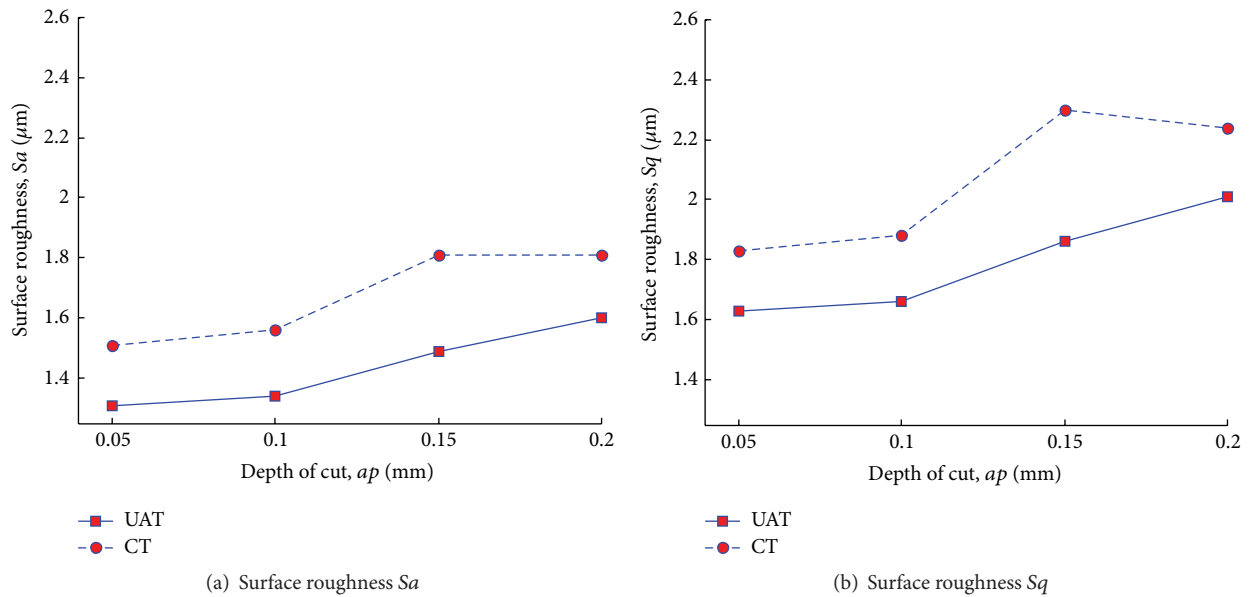 2.6
2.4
2.2
2
1.8
1.6
1.4
Surface roughness, Sa (μm)
0.05 0.1 0.15 0.2
Depth of cut, ap (mm)
UAT
CT
(a) Surface roughness Sa
2.6
2.4
2.2
2
1.8
1.6
1.4
Surface roughness, Sq (μm)
0.05 0.1 0.15 0.2
Depth of cut, ap (mm)
UAT
CT
(b) Surface roughness Sq